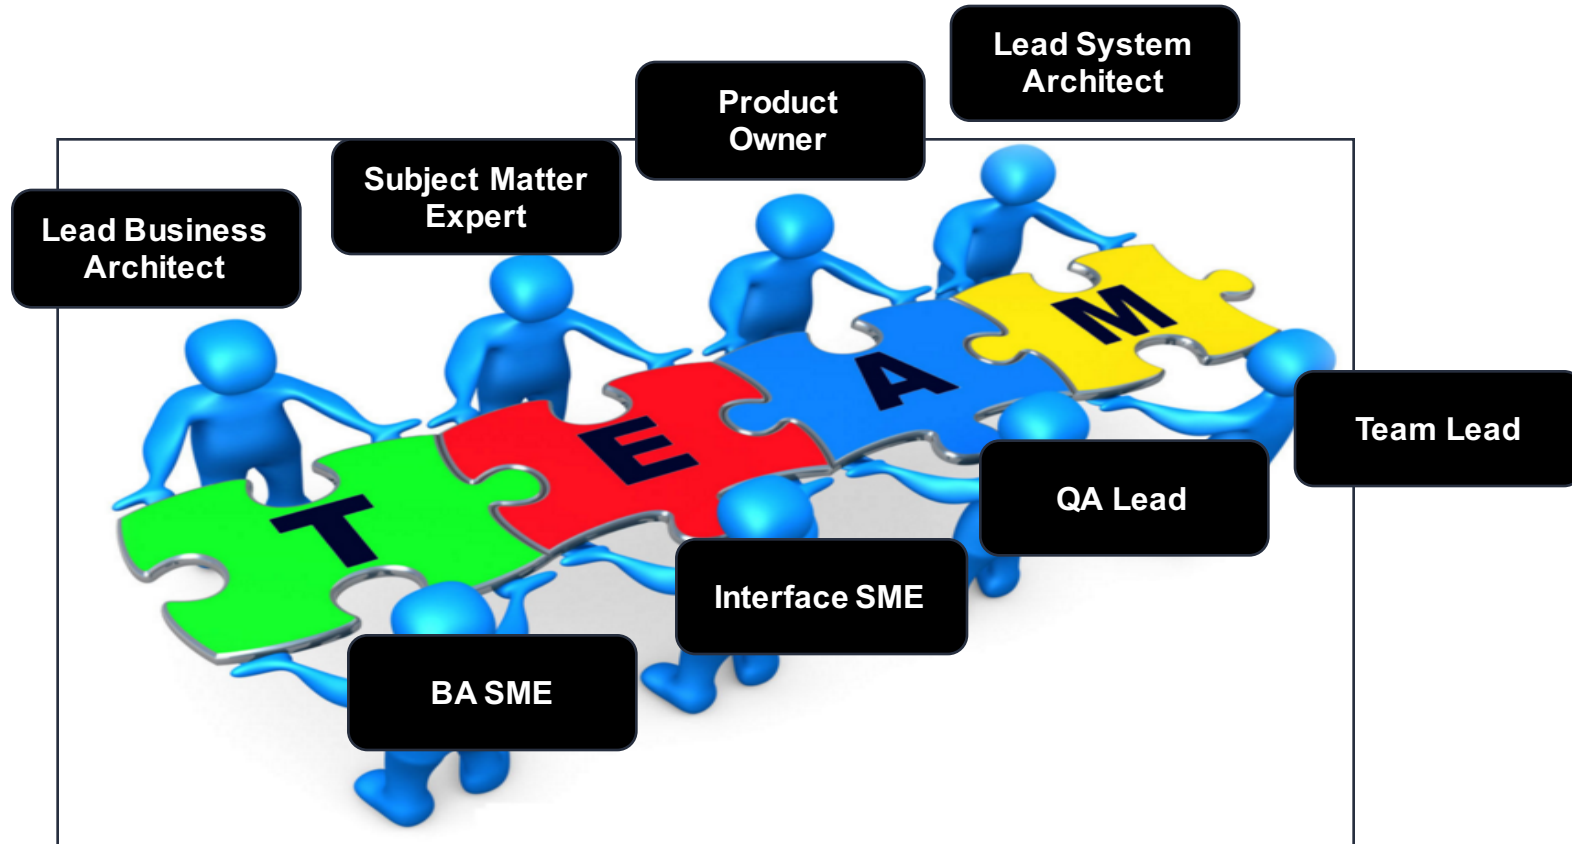 Lead System
Architect
Product
Owner
Subject Matter
Expert
Lead Business
Architect
T E A M
Team Lead
QA Lead
Interface SME
BA SME